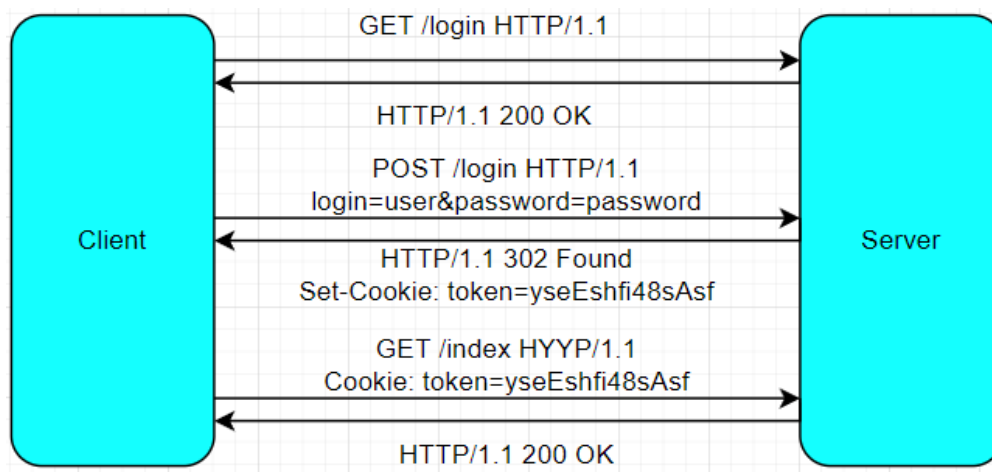 GET /login HTTP/1.1
HTTP/1.1 200 OK
POST /login HTTP/1.1
login=user&password=password
Client
Server
HTTP/1.1 302 Found
Set-Cookie: token=yseEshfi48sAsf
GET /index HYYP/1.1
Cookie: token=yseEshfi48sAsf
HTTP/1.1 200 OK